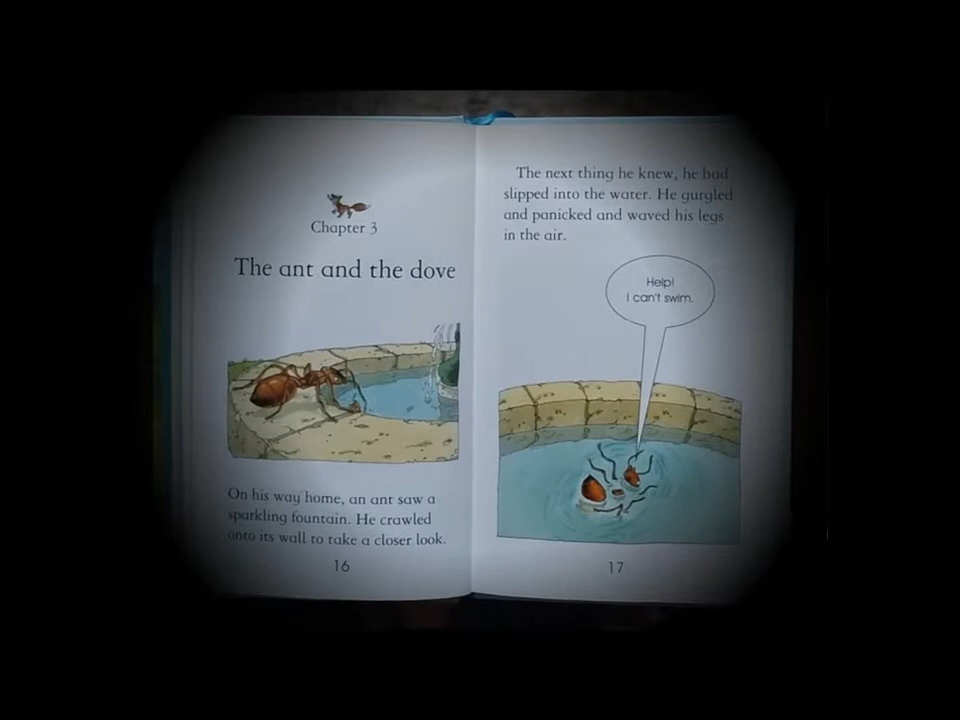 Chapter 3
The ant and the dove
On his way home, an ant saw a
sparkling fountain. He crawled
onto its wall to take a closer look.
16
The next thing he knew, he had
slipped into the water. He gurgled
and panicked and waved his legs
in the air.
Help!
I can't swim.
17